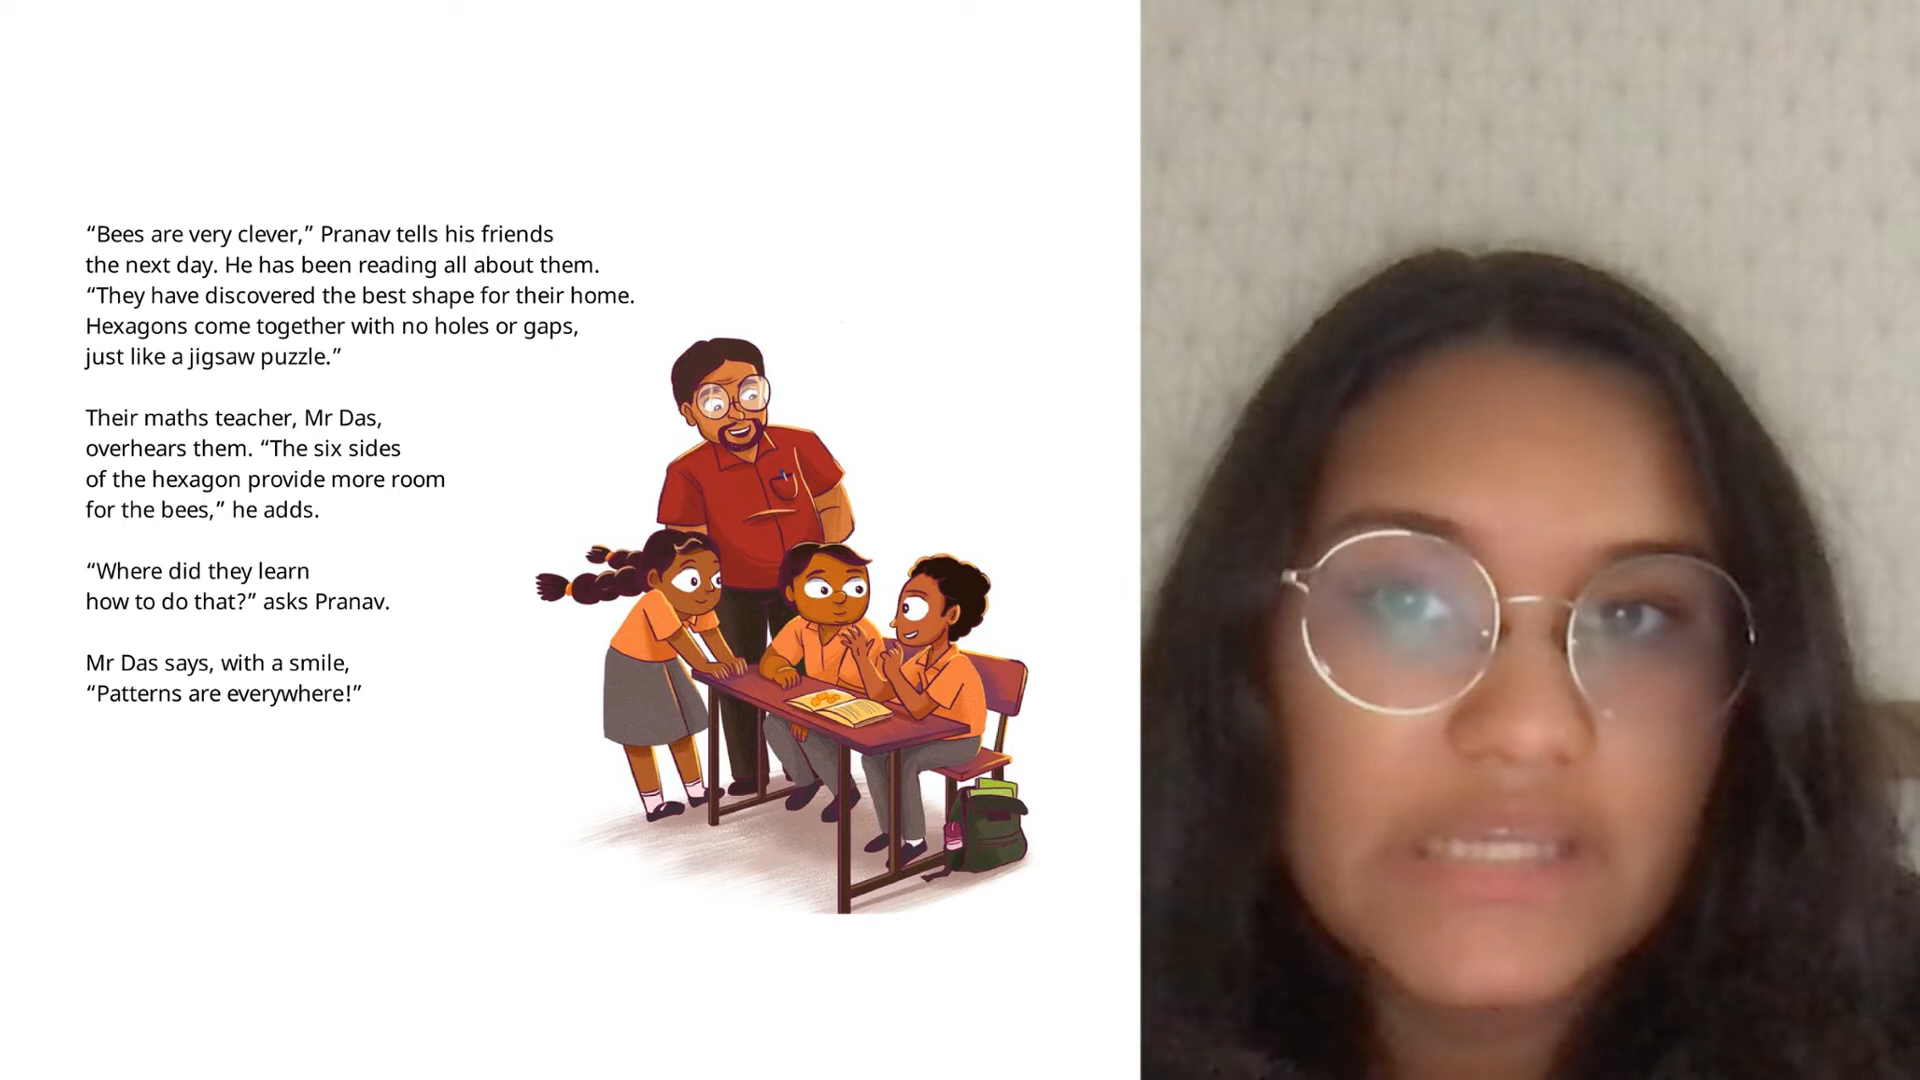 “Bees are very clever,” Pranav tells his friends
the next day. He has been reading all about them.
“They have discovered the best shape for their home.
Hexagons come together with no holes or gaps,
just like a jigsaw puzzle.”
Their maths teacher, Mr Das,
overhears them. “The six sides
of the hexagon provide more room
for the bees,” he adds.
“Where did they learn
how to do that?” asks Pranav.
Mr Das says, with a smile,
“Patterns are everywhere!”